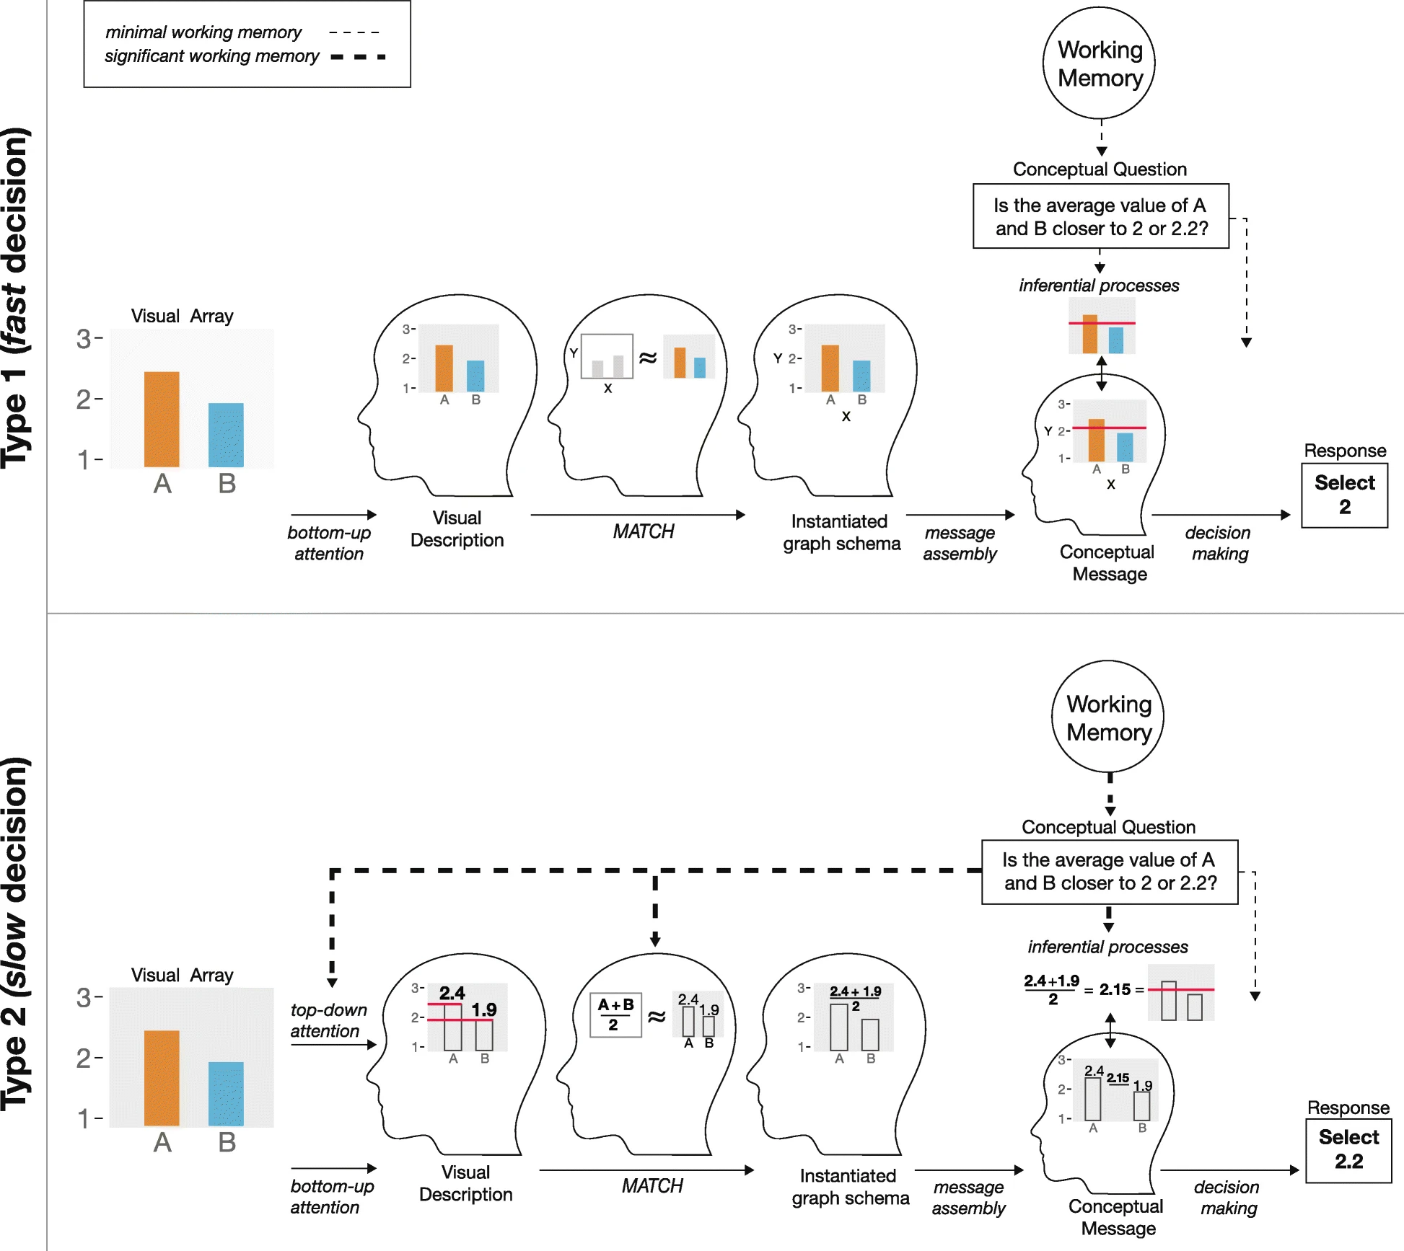 minimal working memory
significant working memory
Type 1 (fast decision)
Working
Memory
Conceptual Question
Is the average value of A
and B closer to 2 or 2.2?
inferential processes
Visual Array
3
2
1
A B
bottom-up
attention
3
2
1
A B
Visual
Description
Y
X
≈
MATCH
3
Y 2
1
A B
X
Instantiated
graph schema
message
assembly
3
Y 2
1
A B
X
Conceptual
Message
decision
making
Response
Select
2
Type 2 (slow decision)
Working
Memory
Conceptual Question
Is the average value of A
and B closer to 2 or 2.2?
inferential processes
2.4+1.9
2
= 2.15 =
Visual Array
3
2
1
A B
top-down
attention
bottom-up
attention
3
2.4
2
1.9
1
A B
Visual
Description
A+B
2
≈
2.4
1.9
A B
MATCH
3
2.4 + 1.9
2
2
1
A B
Instantiated
graph schema
message
assembly
3
2.4
2.15
1.9
2
1
A B
Conceptual
Message
decision
making
Response
Select
2.2